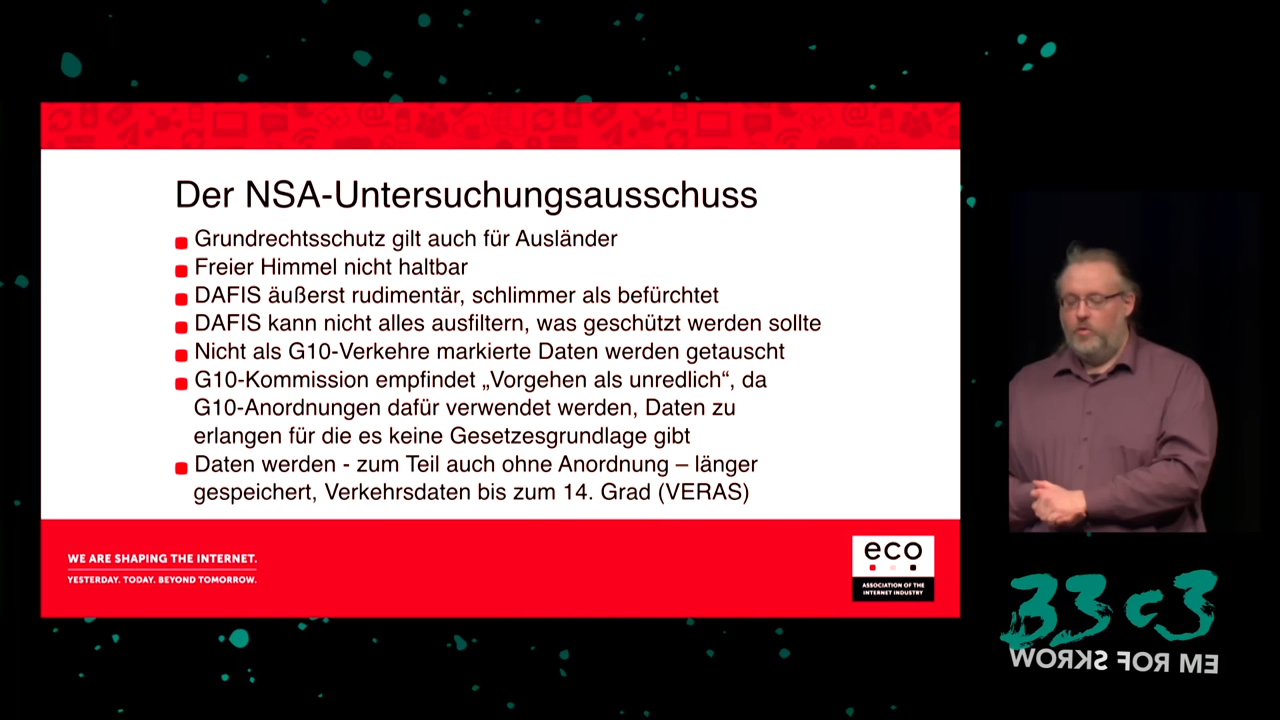 Der NSA-Untersuchungsausschuss
Grundrechtsschutz gilt auch für Ausländer
Freier Himmel nicht haltbar
DAFIS äußerst rudimentär, schlimmer als befürchtet
DAFIS kann nicht alles ausfiltern, was geschützt werden sollte
Nicht als G10-Verkehre markierte Daten werden getauscht
G10-Kommission empfindet „Vorgehen als unredlich“, da
G10-Anordnungen dafür verwendet werden, Daten zu
erlangen für die es keine Gesetzesgrundlage gibt
Daten werden - zum Teil auch ohne Anordnung – länger
gespeichert, Verkehrsdaten bis zum 14. Grad (VERAS)
WE ARE SHAPING THE INTERNET.
YESTERDAY. TODAY. BEYOND TOMORROW.
eco
ASSOCIATION OF THE
INTERNET INDUSTRY
33c3
WORKS FOR ME